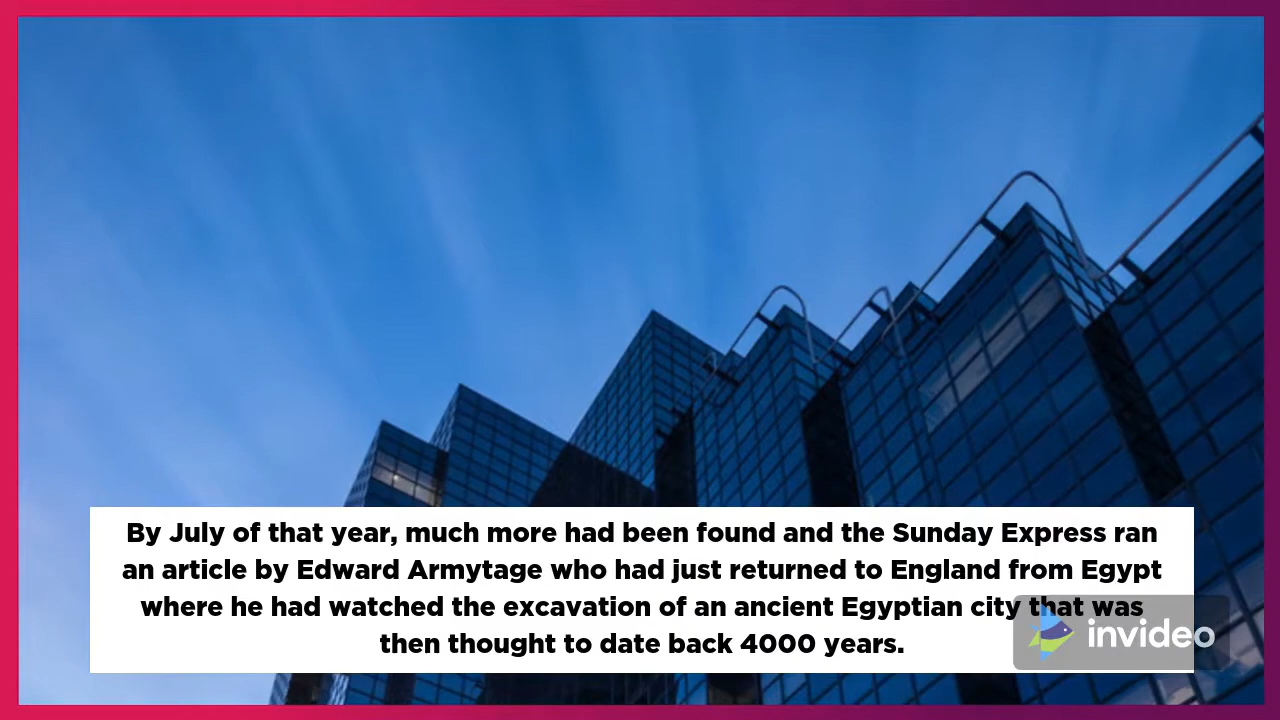 By July of that year, much more had been found and the Sunday Express ran
an article by Edward Armytage who had just returned to England from Egypt
where he had watched the excavation of an ancient Egyptian city that was
then thought to date back 4000 years.
invideo